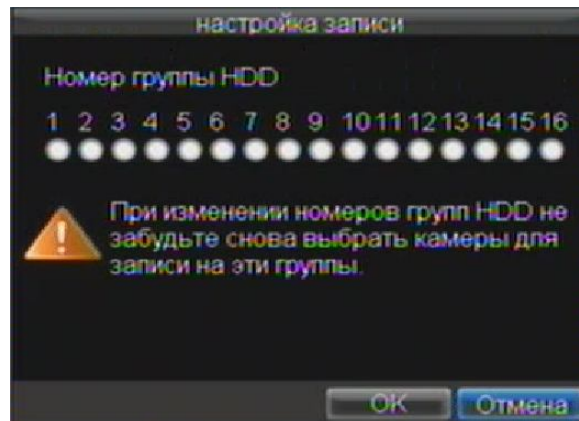 настройка записи
Номер группы HDD
1 2 3 4 5 6 7 8 9 10 11 12 13 14 15 16
При изменении номеров групп HDD не
забудьте снова выбрать камеры для
записи на эти группы.
OK Отмена